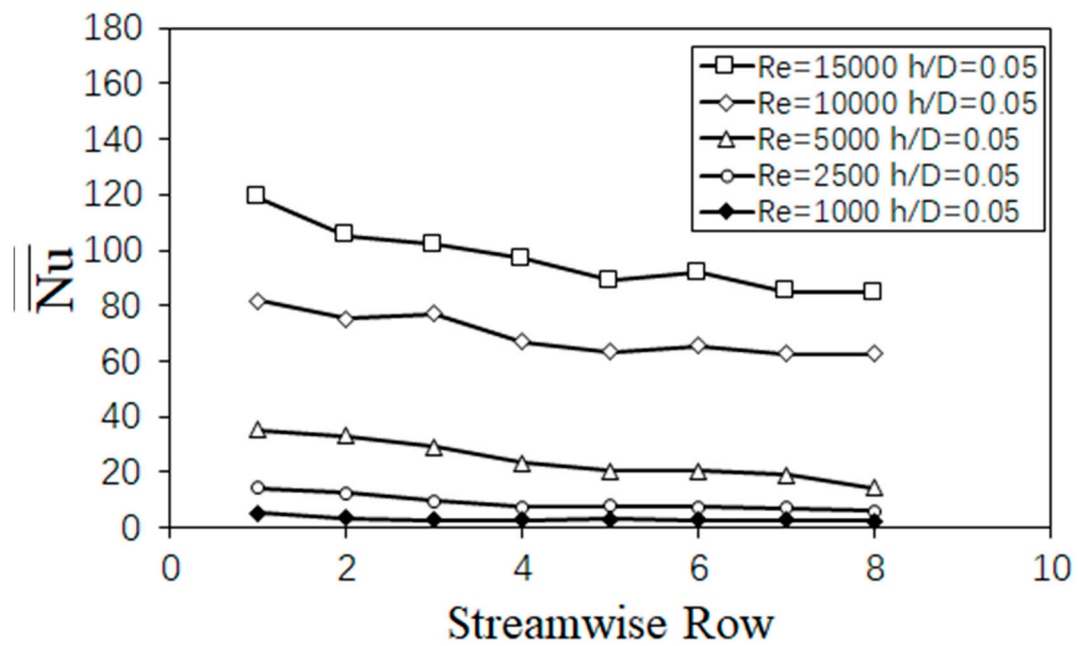 180
160
140
120
100
80
60
40
20
0
Nu
Re=15000 h/D=0.05
Re=10000 h/D=0.05
Re=5000 h/D=0.05
Re=2500 h/D=0.05
Re=1000 h/D=0.05
0 2 4 6 8 10
Streamwise Row